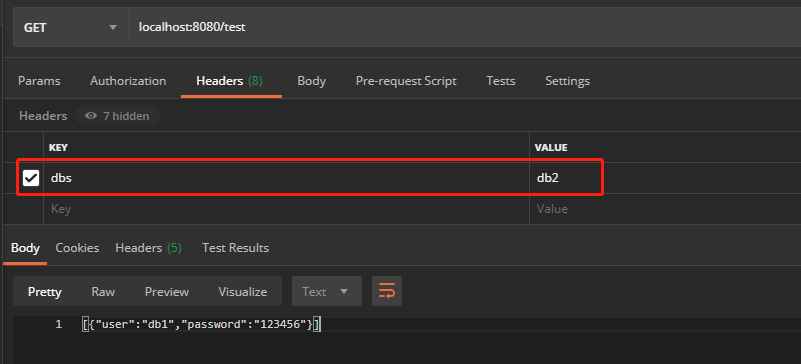 GET localhost:8080/test
Params Authorization Headers (8) Body Pre-request Script Tests Settings
Headers 7 hidden
KEY VALUE
dbs db2
Key Value
Body Cookies Headers (5) Test Results
Pretty Raw Preview Visualize Text
1 [{"user":"db1","password":"123456"}]